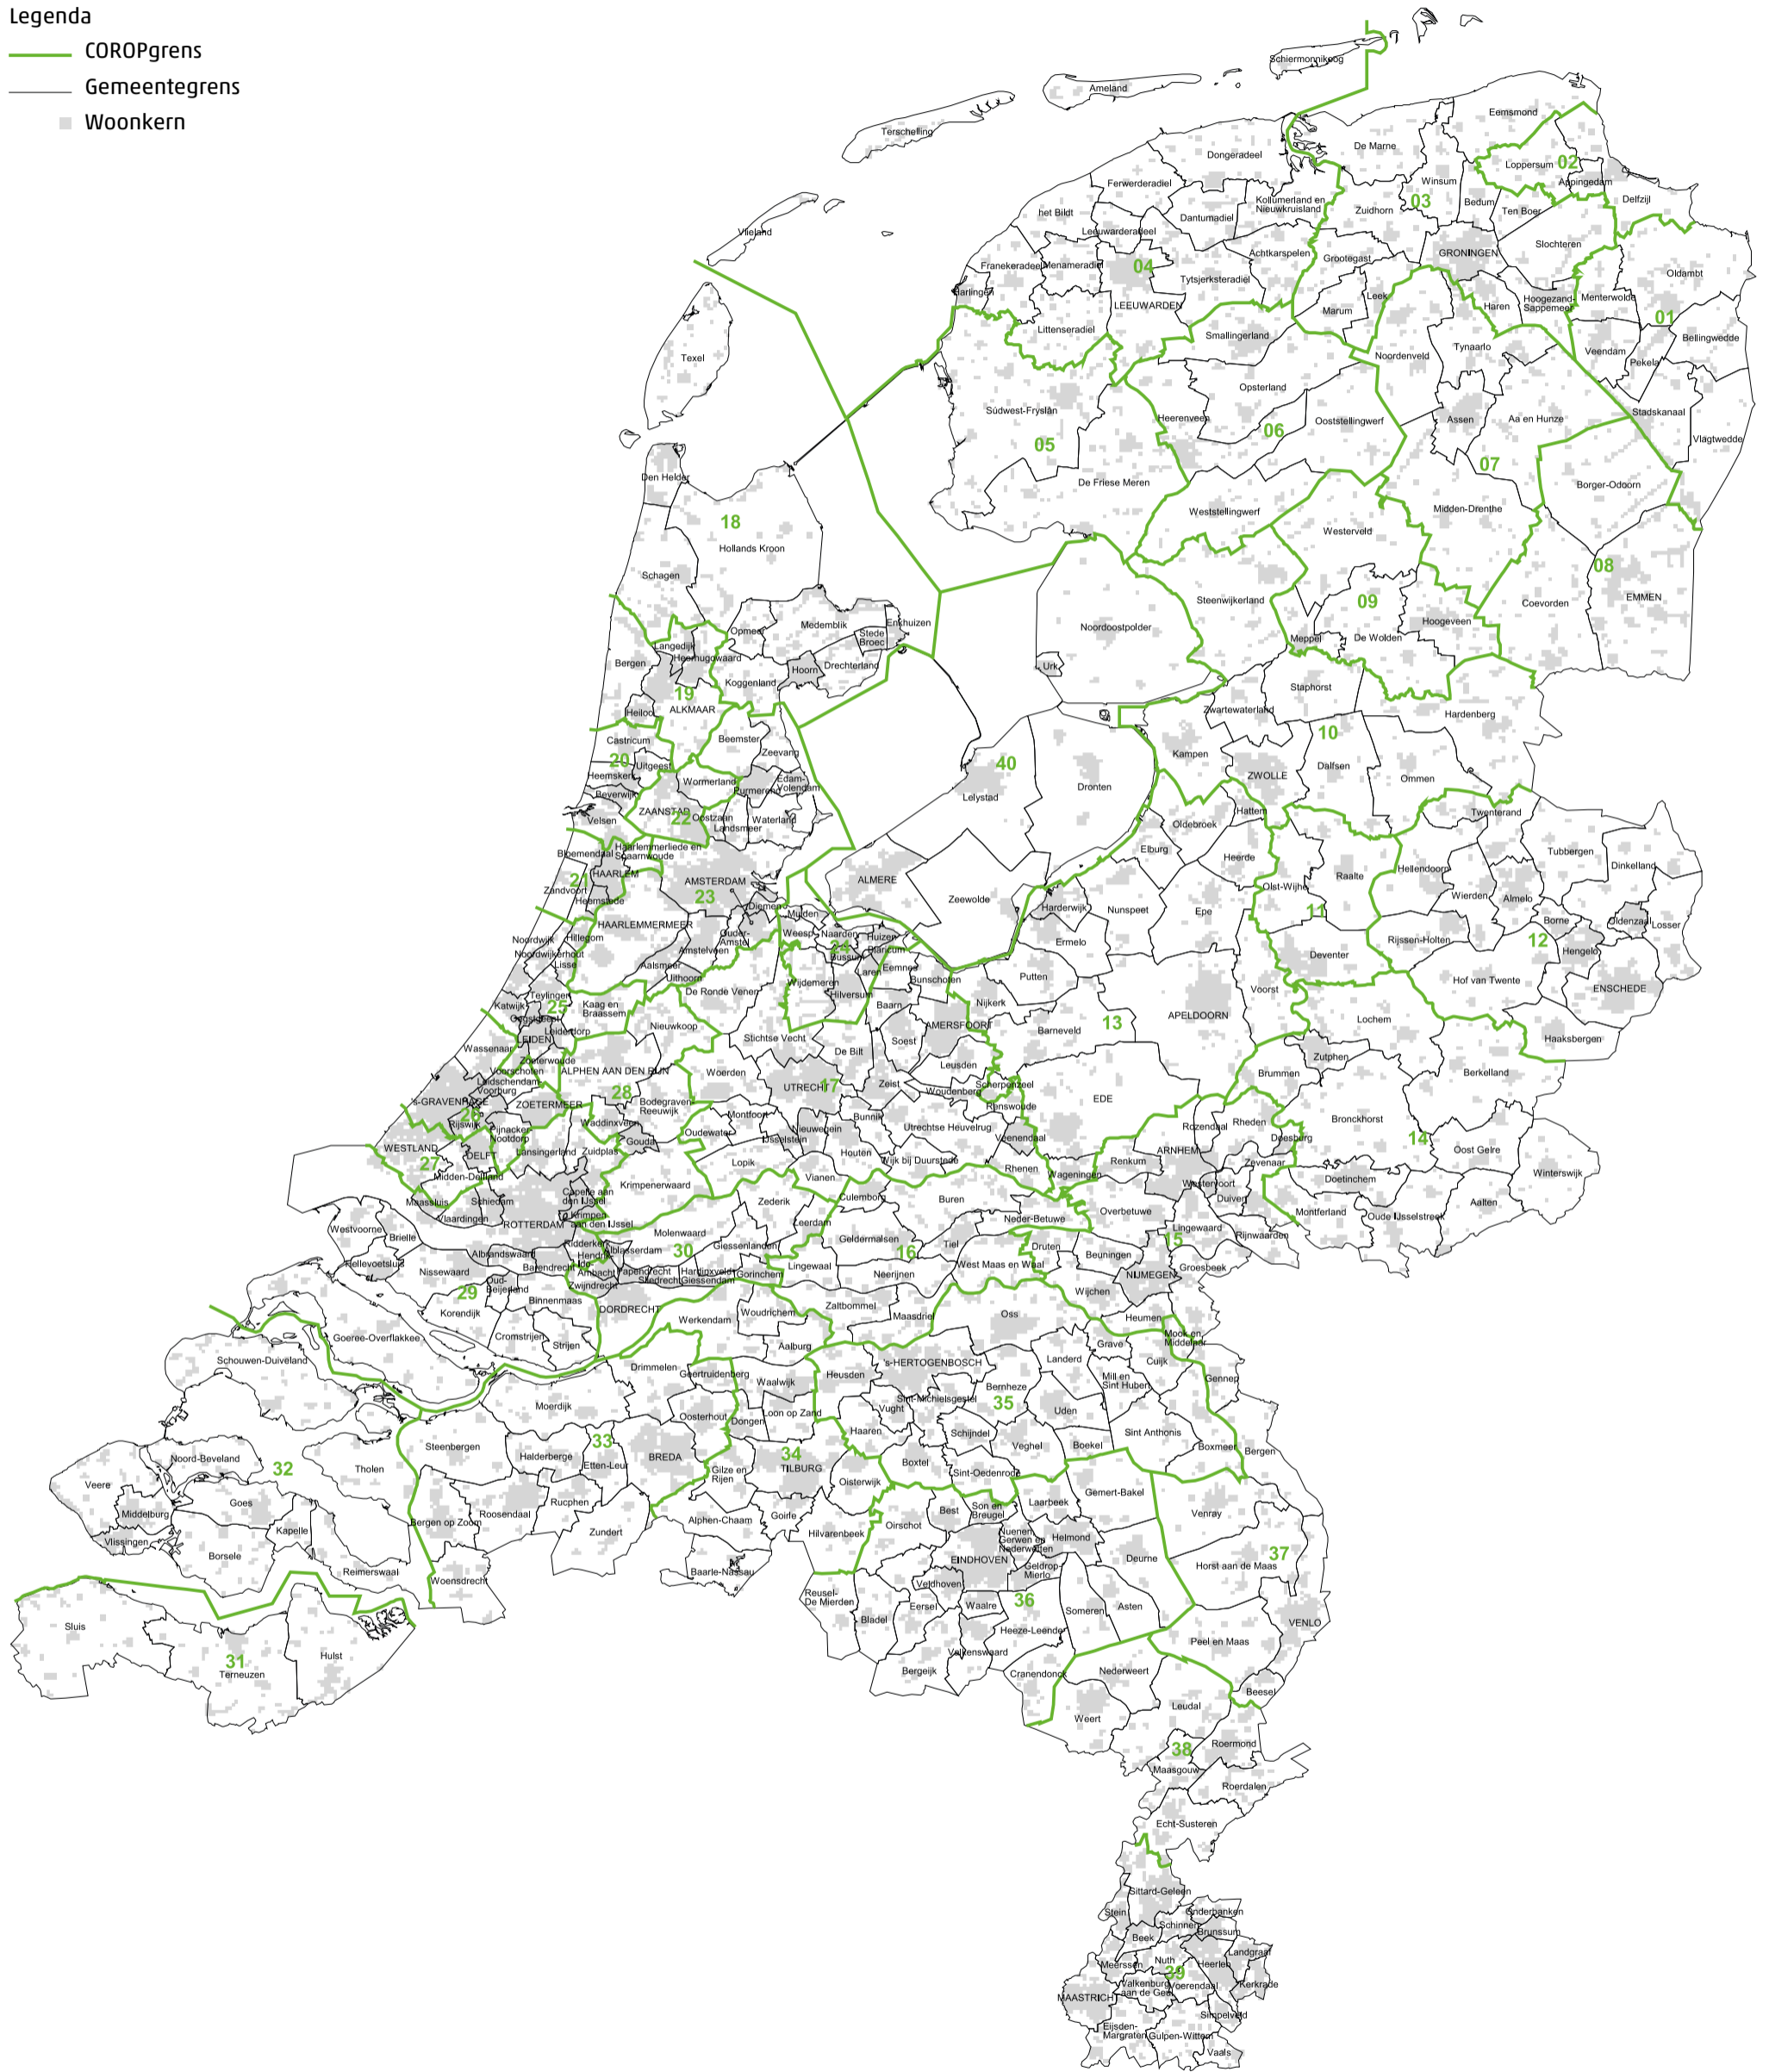 Legenda
COROPgrens
Gemeentegrens
Woonkern
Schiermonnikoog
Ameland
Terschelling
Vlieland
Texel
Eemsmond
De Marne
Dongeradeel
Loppersum
02
Appingedam
Winsum
03
Bedum
Ten Boer
Delfzijl
Ferwerderadiel
Kollumerland en
Nieuwkruisland
Zuidhorn
het Bildt
Dantumadiel
Leeuwarderadeel
Slochteren
GRONINGEN
Achtkarspelen
Grootegast
Franekeradeel
Menameradiel
04
Oldambt
Tytsjerksteradiel
Harlingen
LEEUWARDEN
Leek
Marum
Haren
Hoogezand-
Sappemeer
Menterwolde
01
Littenseradiel
Smallingerland
Bellingwedde
Noordenveld
Tynaarlo
Veendam
Pekela
Opsterland
Súdwest-Fryslân
Heerenveen
Ooststellingwerf
Assen
Aa en Hunze
Stadskanaal
Vlagtwedde
05
06
07
De Friese Meren
Borger-Odoorn
Den Helder
Weststellingwerf
Midden-Drenthe
18
Hollands Kroon
Westerveld
08
Schagen
EMMEN
Steenwijkerland
09
Coevorden
Noordoostpolder
Hoogeveen
Meppel
De Wolden
Urk
Opmeer
Medemblik
Enkhuizen
Stede
Broec
Langedijk
Heerhugowaard
Bergen
Hoorn
Drechterland
Koggenland
19
ALKMAAR
Heiloo
Staphorst
Zwartewaterland
Hardenberg
10
Castricum
Beemster
Zeevang
20
Uitgeest
Heemskerk
Wormerland
Edam-
Volendam
Purmerend
Beverwijk
ZAANSTAD
22
Oostzaan
Landsmeer
Waterland
Velsen
40
Lelystad
Dronten
Kampen
ZWOLLE
Dalfsen
Ommen
Hattem
Oldebroek
Twenterand
Elburg
Heerde
Tubbergen
Dinkelland
Haarlemmerliede en
Spaarnwoude
Bloemendaal
HAARLEM
21
Zandvoort
Heemstede
AMSTERDAM
23
Diemen
ALMERE
Zeewolde
Harderwijk
Nunspeet
Epe
Olst-Wijhe
Raalte
11
Hellendoorn
Wierden
Almelo
Borne
Oldenzaal
Losser
HAARLEMMERMEER
Muiden
Ouder-
Amstel
Weesp
Naarden
24
Bussum
Huizen
Blaricum
Laren
Eemnes
Ermelo
Rijssen-Holten
12
Hengelo
Deventer
Noordwijk
Hillegom
Noordwijkerhout
Lisse
Amstelveen
Aalsmeer
Uithoorn
Bunschoten
Putten
Hof van Twente
ENSCHEDE
Voorst
De Ronde Venen
Wijdemeren
Hilversum
Baarn
Nijkerk
Teylingen
Katwijk
25
Kaag en
Braassem
Oegstgeest
Leiderdorp
LEIDEN
Nieuwkoop
AMERSFOORT
Soest
Barneveld
13
APELDOORN
Lochem
Haaksbergen
Stichtse Vecht
De Bilt
Wassenaar
Zoeterwoude
Voorschoten
ALPHEN AAN DEN RIJN
Woerden
Leusden
Zutphen
Berkelland
Brummen
Leidschendam-
Voorburg
28
UTRECHT
17
Zeist
Woudenberg
Scherpenzeel
Renswoude
EDE
's-GRAVENHAGE
26
Rijswijk
ZOETERMEER
Bodegraven-
Reeuwijk
Montfoort
Bunnik
Utrechtse Heuvelrug
Rozendaal
Rheden
Bronckhorst
14
Pijnacker-
Nootdorp
Waddinxveen
Gouda
Oudewater
IJsselstein
Nieuwegein
Veenendaal
Doesburg
Oost Gelre
WESTLAND
27
DELFT
Lansingerland
Zuidplas
Lopik
Houten
Wijk bij Duurstede
Rhenen
Wageningen
Renkum
ARNHEM
Zevenaar
Winterswijk
Midden-Delfland
Vianen
Westervoort
Duiven
Doetinchem
Maassluis
Schiedam
Vlaardingen
ROTTERDAM
Capelle aan
den IJssel
Krimpen
aan den IJssel
Krimpenerwaard
Zederik
Culemborg
Buren
Overbetuwe
Montferland
Oude IJsselstreek
Aalten
Westvoorne
Brielle
Molenwaard
Leerdam
Neder-Betuwe
Lingewaard
Rijnwaarden
Albrandswaard
Ridderkerk
Alblasserdam
30
Giessenlanden
Geldermalsen
16
Tiel
Druten
Beuningen
15
Hellevoetsluis
Nissewaard
Barendrecht
Hendrik-
Ido-
Ambacht
Papendrecht
Sliedrecht
Hardinxveld-
Giessendam
Gorinchem
Lingewaal
Neerijnen
West Maas en Waal
NIJMEGEN
Groesbeek
29
Oud-
Beijerland
Zwijndrecht
Binnenmaas
DORDRECHT
Wijchen
Korendijk
Werkendam
Woudrichem
Zaltbommel
Maasdriel
Oss
Heumen
Mook en
Middelaar
Goeree-Overflakkee
Cromstrijen
Strijen
Aalburg
Grave
Schouwen-Duiveland
Drimmelen
Geertruidenberg
Waalwijk
Heusden
's-HERTOGENBOSCH
Landerd
Cuijk
Mill en
Sint Hubert
Gennep
Moerdijk
Oosterhout
Dongen
Loon op Zand
Sint-Michielsgestel
Vught
Bernheze
35
Uden
Steenbergen
Halderberge
33
Etten-Leur
BREDA
Gilze en
Rijen
34
TILBURG
Haaren
Oisterwijk
Schijndel
Veghel
Boekel
Sint Anthonis
Boxmeer
Bergen
Boxtel
Sint-Oedenrode
32
Noord-Beveland
Tholen
Veere
Goes
Rucphen
Roosendaal
Gemert-Bakel
Laarbeek
Middelburg
Kapelle
Bergen op Zoom
Zundert
Alphen-Chaam
Goirle
Hilvarenbeek
Oirschot
Best
Son en
Breugel
Venray
Vlissingen
Borsele
Reimerswaal
Nuenen,
Gerwen en
Nederwetten
Helmond
EINDHOVEN
Deurne
37
Horst aan de Maas
Woensdrecht
Baarle-Nassau
Geldrop-
Mierlo
Reusel-
De Mierden
Veldhoven
Bladel
Eersel
Waalre
36
Someren
Asten
VENLO
Sluis
Heeze-Leende
Peel en Maas
Hulst
31
Terneuzen
Valkenswaard
Bergeijk
Cranendonck
Nederweert
Beesel
Weert
Leudal
38
Roermond
Maasgouw
Roerdalen
Echt-Susteren
Sittard-Geleen
Stein
Onderbanken
Schinnen
Beek
Brunssum
Landgraaf
Nuth
Meerssen
39
Heerlen
Valkenburg
aan de Geul
Voerendaal
Kerkrade
MAASTRICHT
Simpelveld
Eijsden-
Margraten
Gulpen-Wittem
Vaals